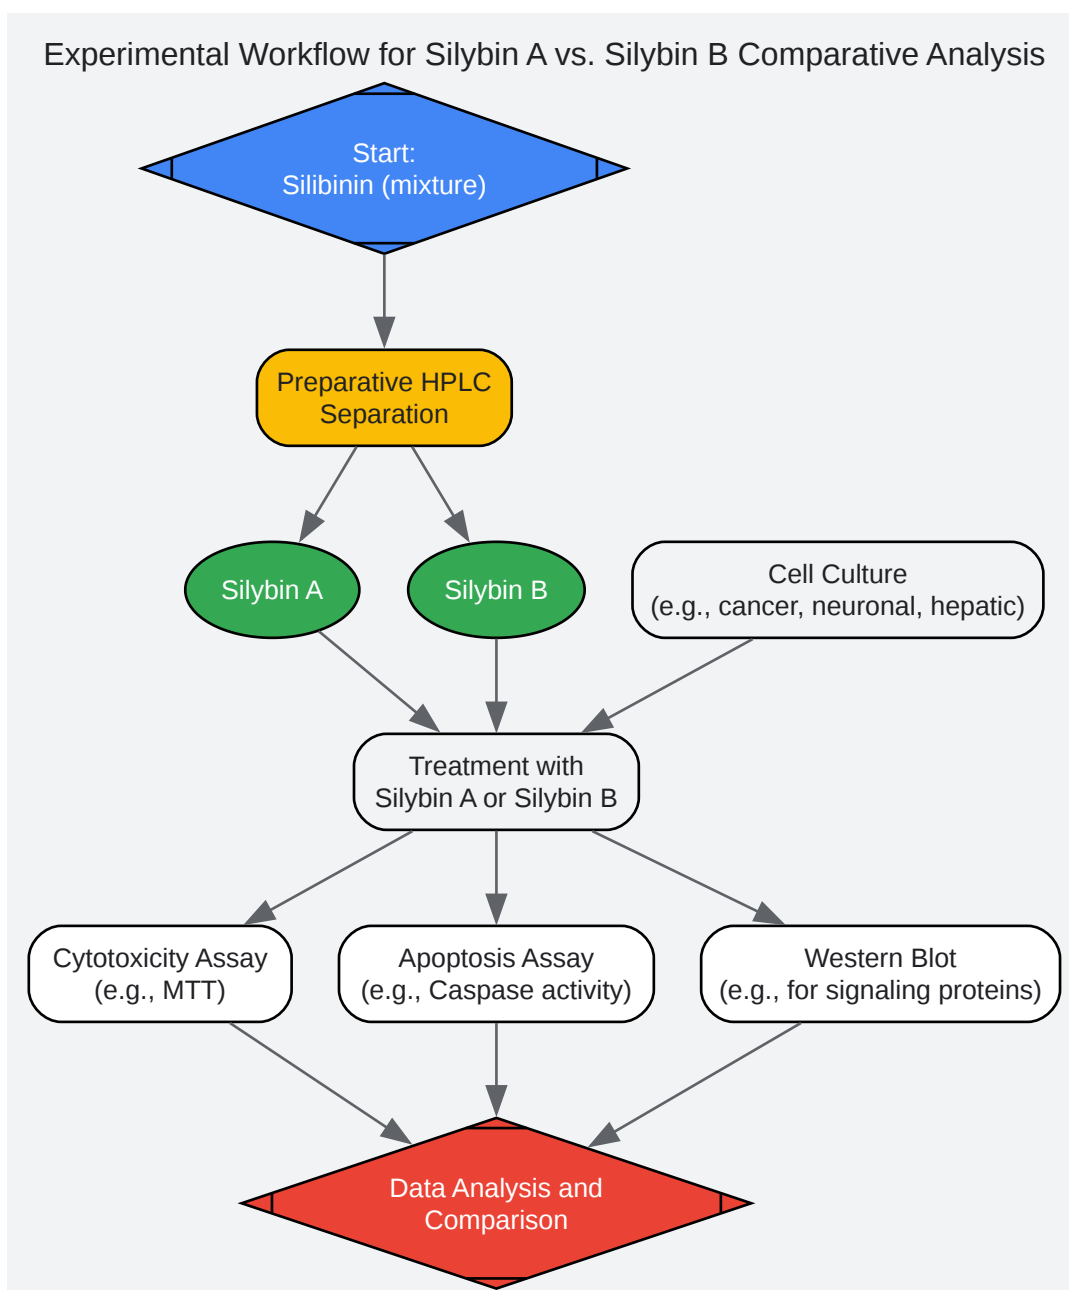 Experimental Workflow for Silybin A vs. Silybin B Comparative Analysis
Start:
Silibinin (mixture)
Preparative HPLC
Separation
Silybin A
Silybin B
Cell Culture
(e.g., cancer, neuronal, hepatic)
Treatment with
Silybin A or Silybin B
Cytotoxicity Assay
(e.g., MTT)
Apoptosis Assay
(e.g., Caspase activity)
Western Blot
(e.g., for signaling proteins)
Data Analysis and
Comparison